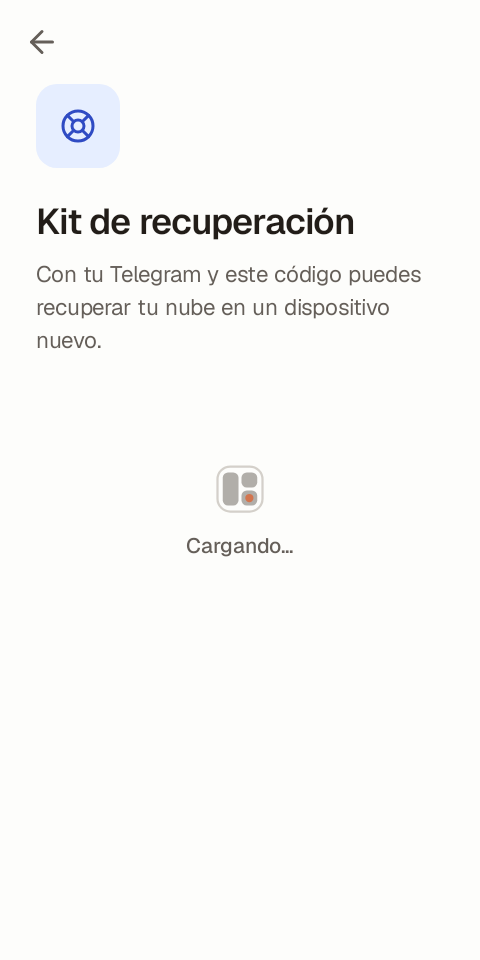 Kit de recuperación
Con tu Telegram y este código puedes
recuperar tu nube en un dispositivo
nuevo.
Cargando...